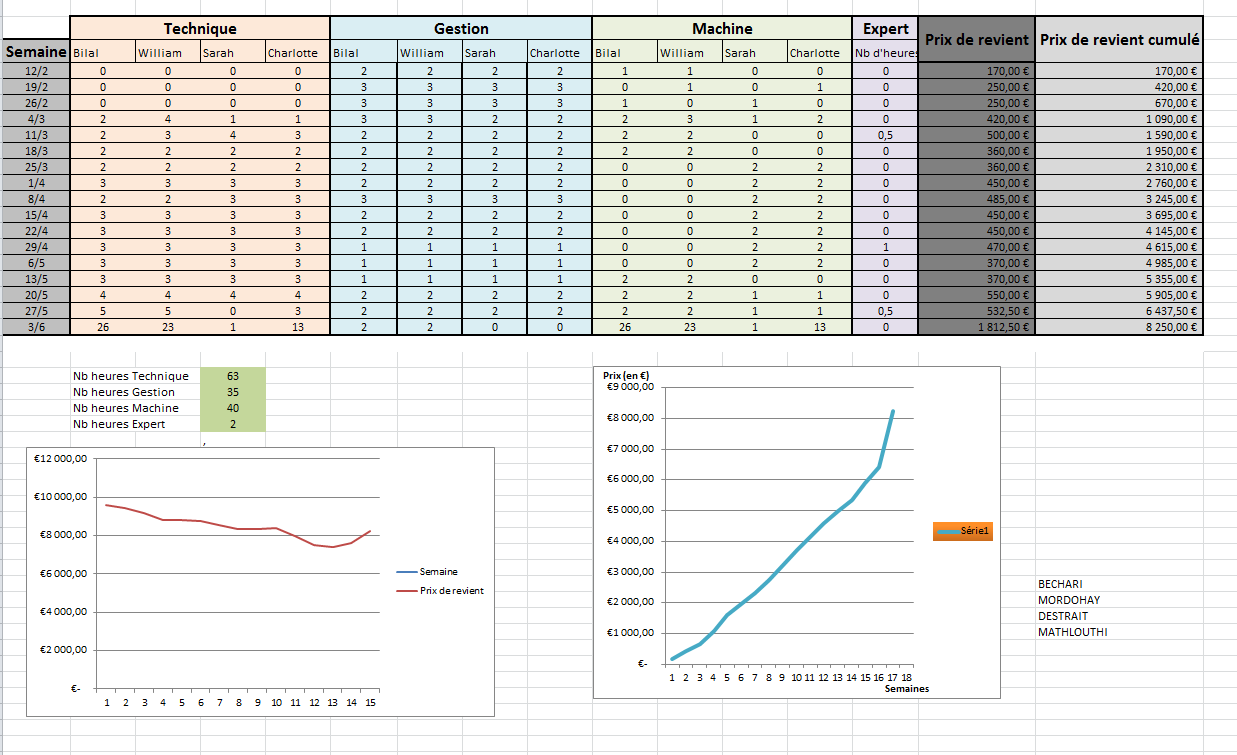 Technique Gestion Machine Expert Prix de revient Prix de revient cumulé
Semaine Bilal William Sarah Charlotte Bilal William Sarah Charlotte Bilal William Sarah Charlotte Nb d'heures
12/2 0 0 0 0 2 2 2 2 1 1 0 0 0 170,00 € 170,00 €
19/2 0 0 0 0 3 3 3 3 0 1 0 1 0 250,00 € 420,00 €
26/2 0 0 0 0 3 3 3 3 1 0 1 0 0 250,00 € 670,00 €
4/3 2 4 1 1 3 3 2 2 2 3 1 2 0 420,00 € 1 090,00 €
11/3 2 3 4 3 2 2 2 2 2 2 0 0 0,5 500,00 € 1 590,00 €
18/3 2 2 2 2 2 2 2 2 2 2 0 0 0 360,00 € 1 950,00 €
25/3 2 2 2 2 2 2 2 2 0 0 2 2 0 360,00 € 2 310,00 €
1/4 3 3 3 3 2 2 2 2 0 0 2 2 0 450,00 € 2 760,00 €
8/4 2 2 3 3 3 3 3 3 0 0 2 2 0 485,00 € 3 245,00 €
15/4 3 3 3 3 2 2 2 2 0 0 2 2 0 450,00 € 3 695,00 €
22/4 3 3 3 3 2 2 2 2 0 0 2 2 0 450,00 € 4 145,00 €
29/4 3 3 3 3 1 1 1 1 0 0 2 2 1 470,00 € 4 615,00 €
6/5 3 3 3 3 1 1 1 1 0 0 2 2 0 370,00 € 4 985,00 €
13/5 3 3 3 3 1 1 1 1 2 2 0 0 0 370,00 € 5 355,00 €
20/5 4 4 4 4 2 2 2 2 2 2 1 1 0 550,00 € 5 905,00 €
27/5 5 5 0 3 2 2 2 2 2 2 1 1 0,5 532,50 € 6 437,50 €
3/6 26 23 1 13 2 2 0 0 26 23 1 13 0 1 812,50 € 8 250,00 €
Nb heures Technique 63
Nb heures Gestion 35
Nb heures Machine 40
Nb heures Expert 2
,
€12 000,00
€10 000,00
€8 000,00
€6 000,00
€4 000,00
€2 000,00
€-
1 2 3 4 5 6 7 8 9 10 11 12 13 14 15
Semaine
Prix de revient
Prix (en €)
€9 000,00
€8 000,00
€7 000,00
€6 000,00
€5 000,00
€4 000,00
€3 000,00
€2 000,00
€1 000,00
€-
1 2 3 4 5 6 7 8 9 10 11 12 13 14 15 16 17 18
Semaines
Série1
BECHARI
MORDOHAY
DESTRAIT
MATHLOUTHI